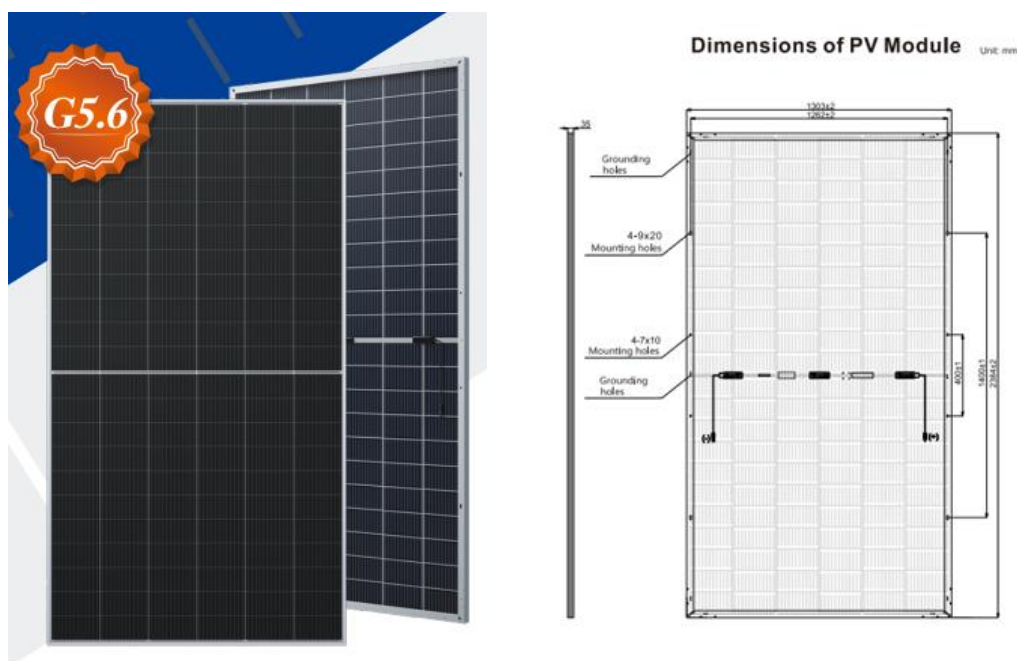 G5.6
Dimensions of PV Module
Unit: mm
1303±2
1262±2
35
Grounding
holes
4-9x20
Mounting holes
4-7x10
Mounting holes
Grounding
holes
400±1
1400±1
2384±2
(-)
(+)